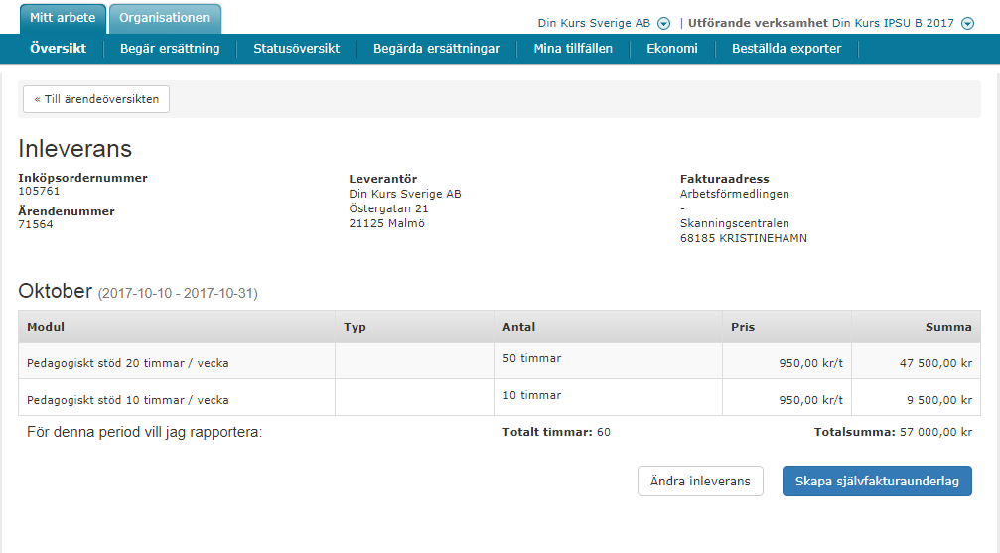 Mitt arbete
Organisationen
Din Kurs Sverige AB | Utförande verksamhet Din Kurs IPSU B 2017
Översikt Begär ersättning Statusöversikt Begärda ersättningar Mina tillfällen Ekonomi Beställda exporter
« Till ärendeöversikten
Inleverans
Inköpsordernummer
105761
Ärendenummer
71564
Leverantör
Din Kurs Sverige AB
Östergatan 21
21125 Malmö
Fakturaadress
Arbetsförmedlingen
-
Skanningscentralen
68185 KRISTINEHAMN
Oktober (2017-10-10 - 2017-10-31)
Modul Typ Antal Pris Summa
Pedagogiskt stöd 20 timmar / vecka 50 timmar 950,00 kr/t 47 500,00 kr
Pedagogiskt stöd 10 timmar / vecka 10 timmar 950,00 kr/t 9 500,00 kr
För denna period vill jag rapportera: Totalt timmar: 60 Totalsumma: 57 000,00 kr
Ändra inleverans
Skapa självfakturaunderlag